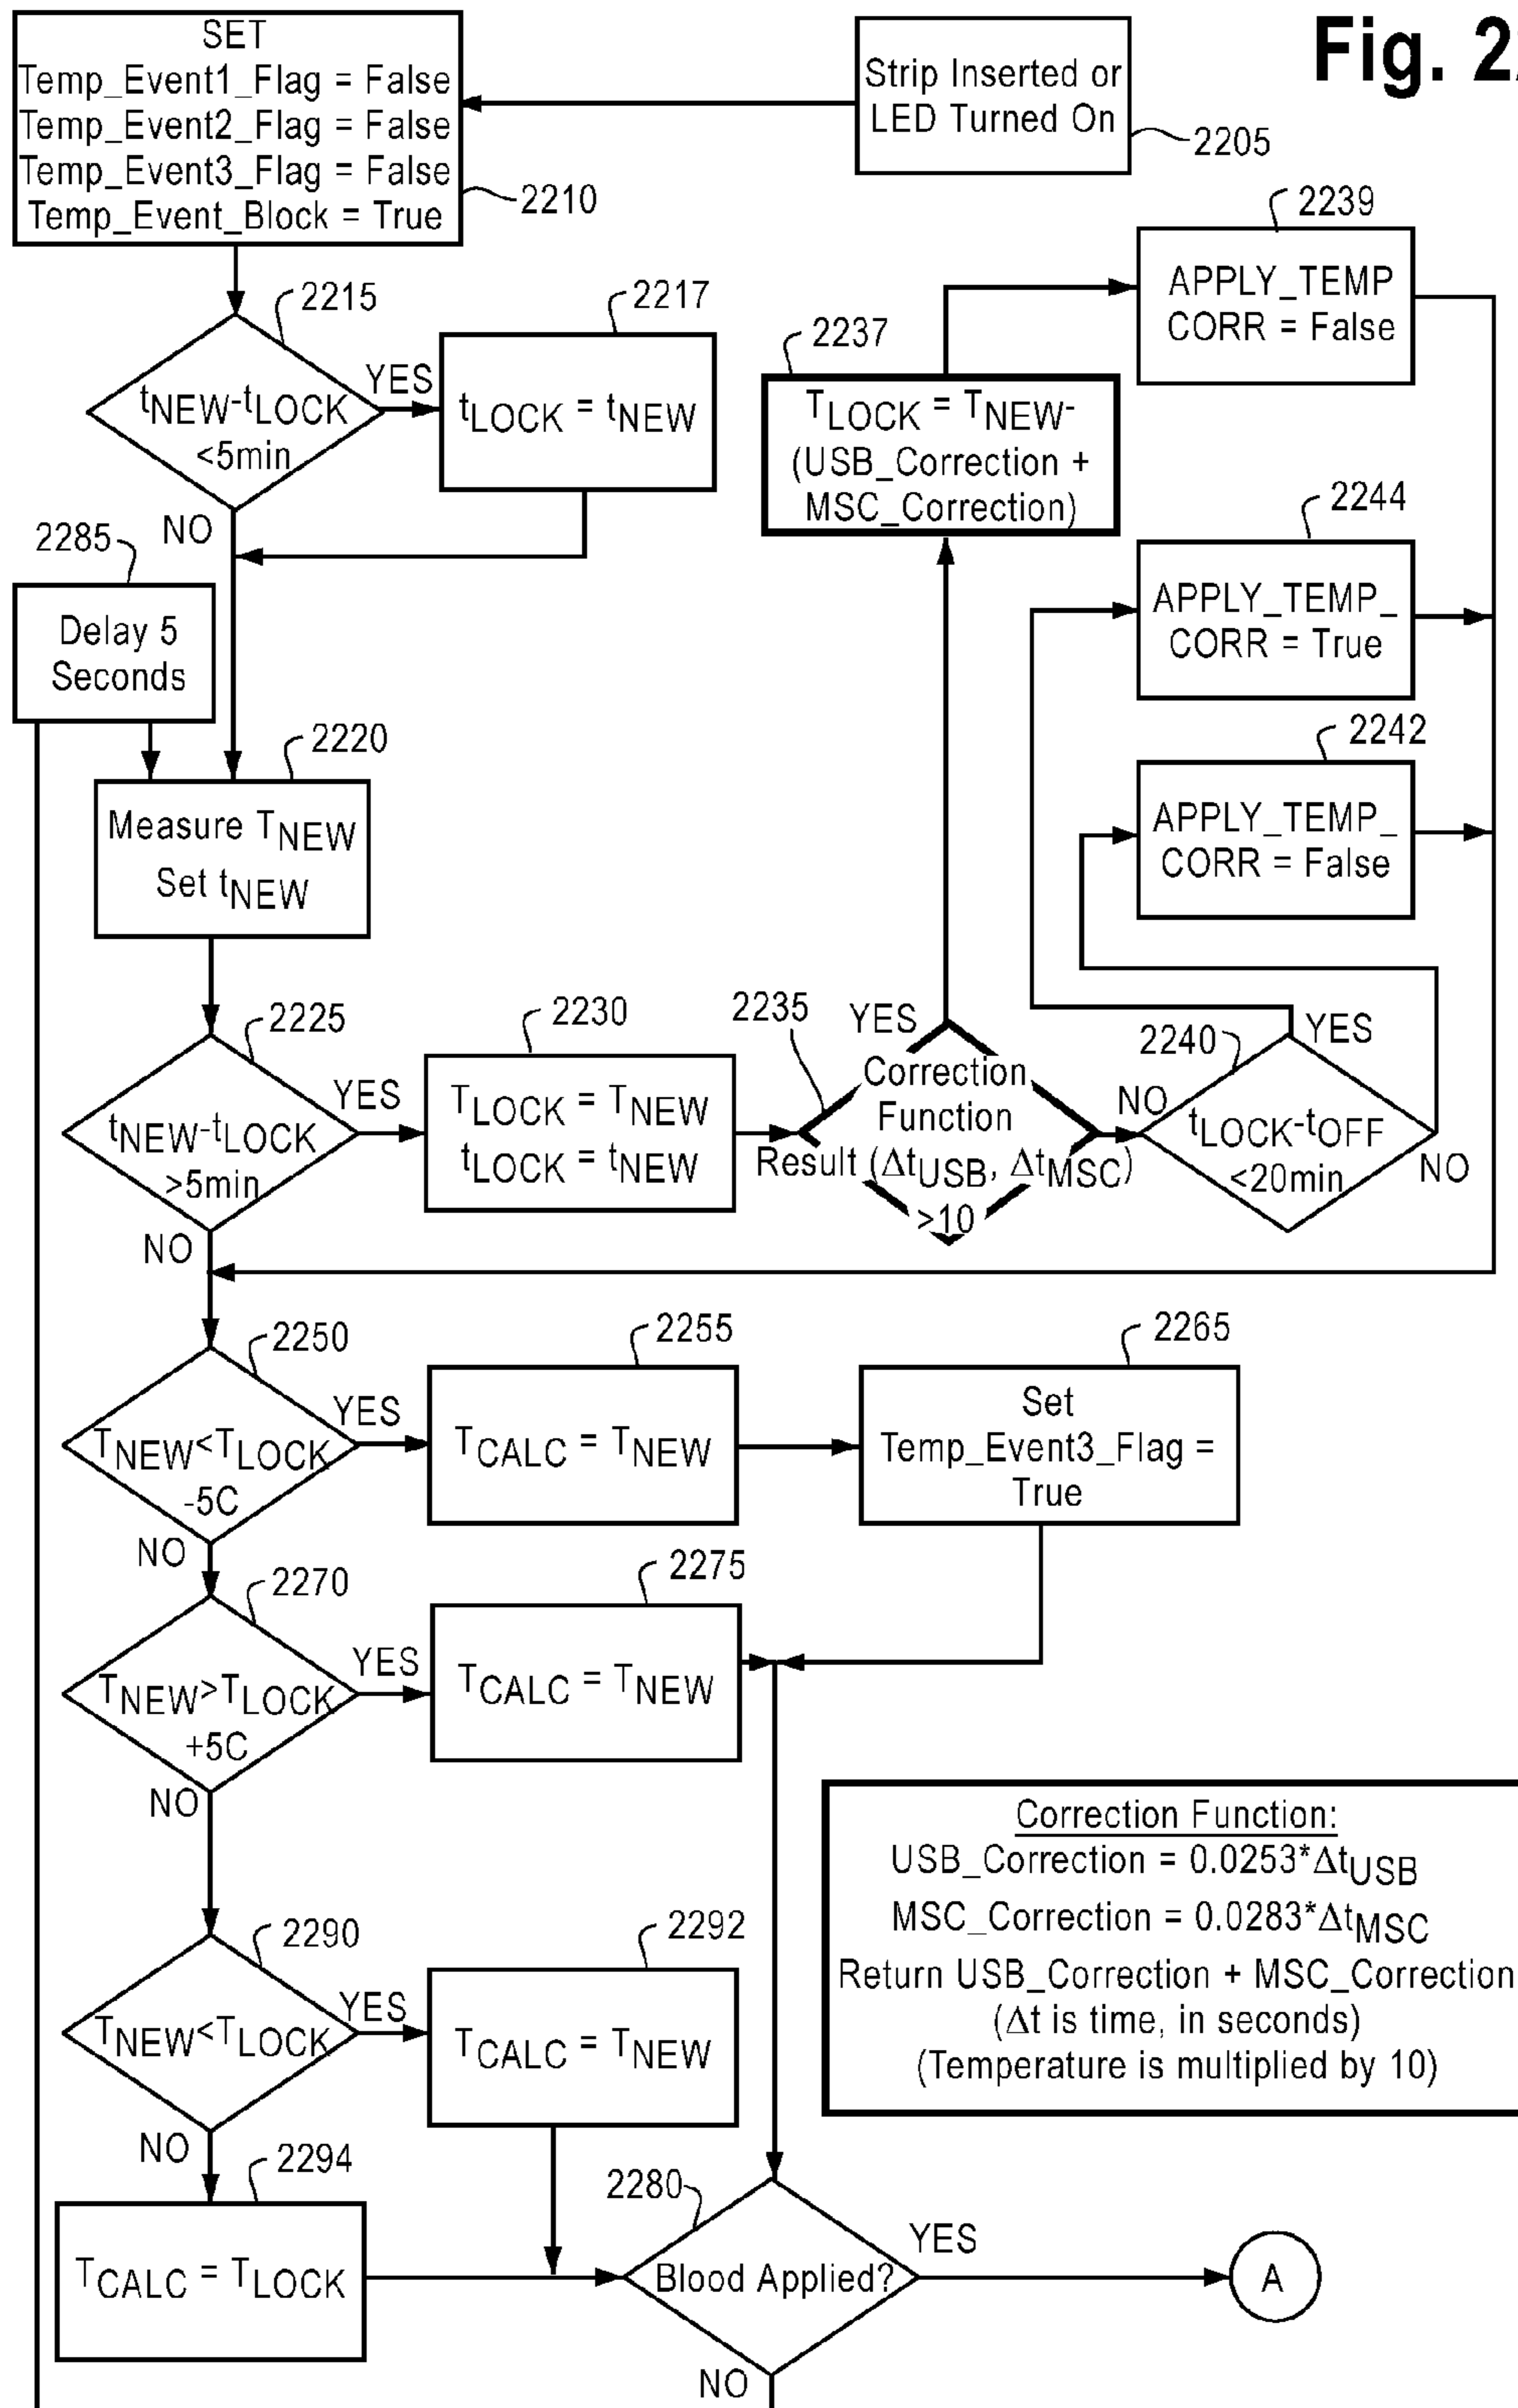 Fig. 2
SET
Temp_Event1_Flag = False
Temp_Event2_Flag = False
Temp_Event3_Flag = False
Temp_Event_Block = True
2210
Strip Inserted or
LED Turned On
2205
2215
tNEW-tLOCK
<5min
YES
NO
2217
tLOCK = tNEW
2237
TLOCK = TNEW-
(USB_Correction +
MSC_Correction)
2239
APPLY_TEMP
CORR = False
2244
APPLY_TEMP_
CORR = True
2242
APPLY_TEMP_
CORR = False
2285
Delay 5
Seconds
2220
Measure TNEW
Set tNEW
2225
tNEW-tLOCK
>5min
YES
NO
2230
TLOCK = TNEW
tLOCK = tNEW
2235
YES
Correction
Function
Result (ΔtUSB, ΔtMSC)
>10
NO
2240
YES
tLOCK-tOFF
<20min
NO
2250
TNEW<TLOCK
-5C
YES
NO
2255
TCALC = TNEW
2265
Set
Temp_Event3_Flag =
True
2270
TNEW>TLOCK
+5C
YES
NO
2275
TCALC = TNEW
Correction Function:
USB_Correction = 0.0253*ΔtUSB
MSC_Correction = 0.0283*ΔtMSC
Return USB_Correction + MSC_Correction
(Δt is time, in seconds)
(Temperature is multiplied by 10)
2290
TNEW<TLOCK
YES
NO
2292
TCALC = TNEW
2294
TCALC = TLOCK
2280
Blood Applied?
YES
NO
A